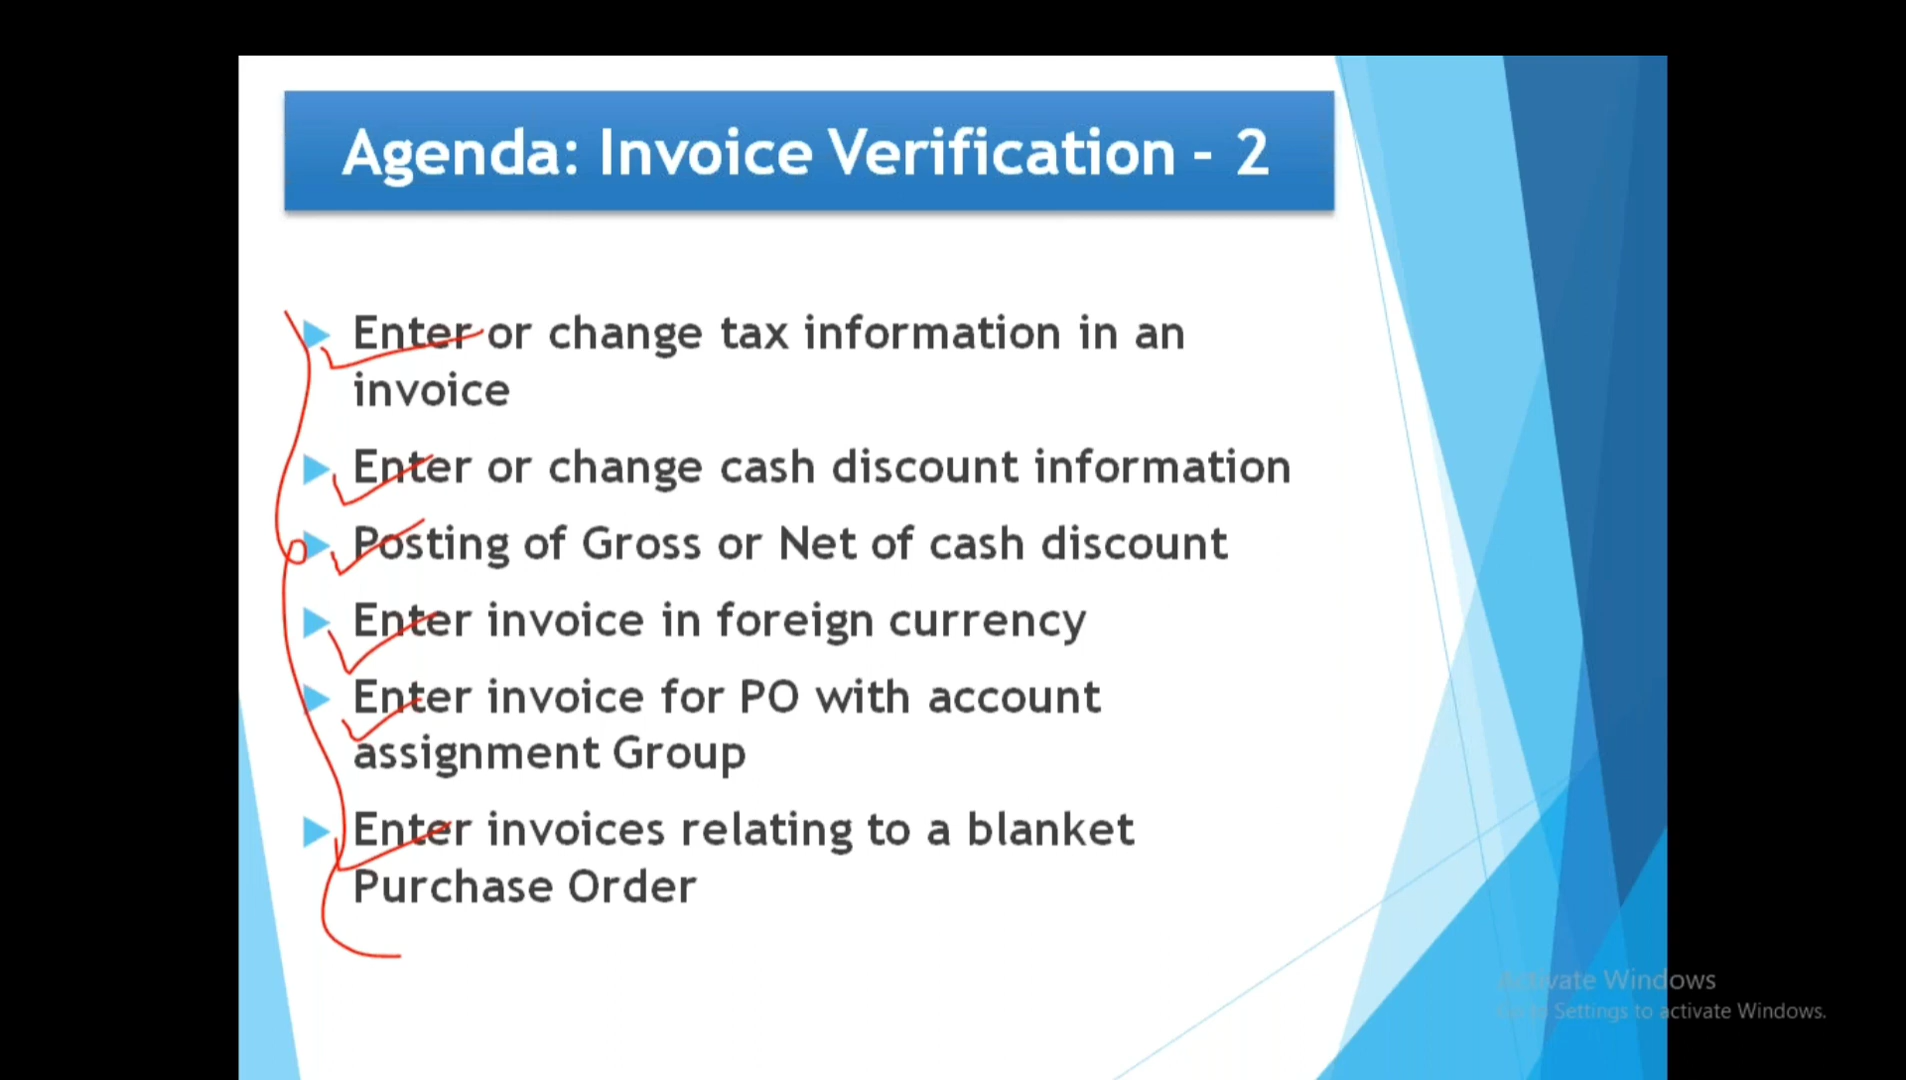 Agenda: Invoice Verification - 2
Enter or change tax information in an
invoice
Enter or change cash discount information
Posting of Gross or Net of cash discount
Enter invoice in foreign currency
Enter invoice for PO with account
assignment Group
Enter invoices relating to a blanket
Purchase Order
Activate Windows
Go to Settings to activate Windows.